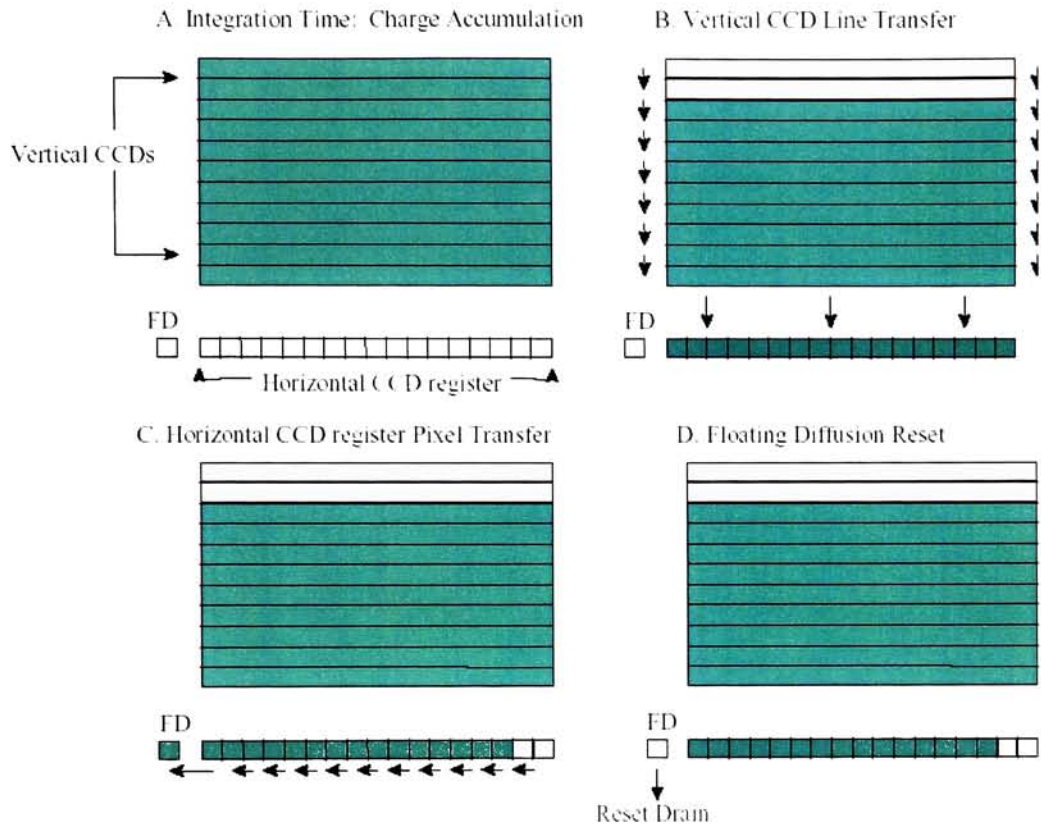 A Integration Time: Charge Accumulation
B. Vertical CCD Line Transfer
Vertical CCDs
FD
FD
Horizontal CCD register
C. Horizontal CCD register Pixel Transfer
D. Floating Diffusion Reset
FD
FD
Reset Drain